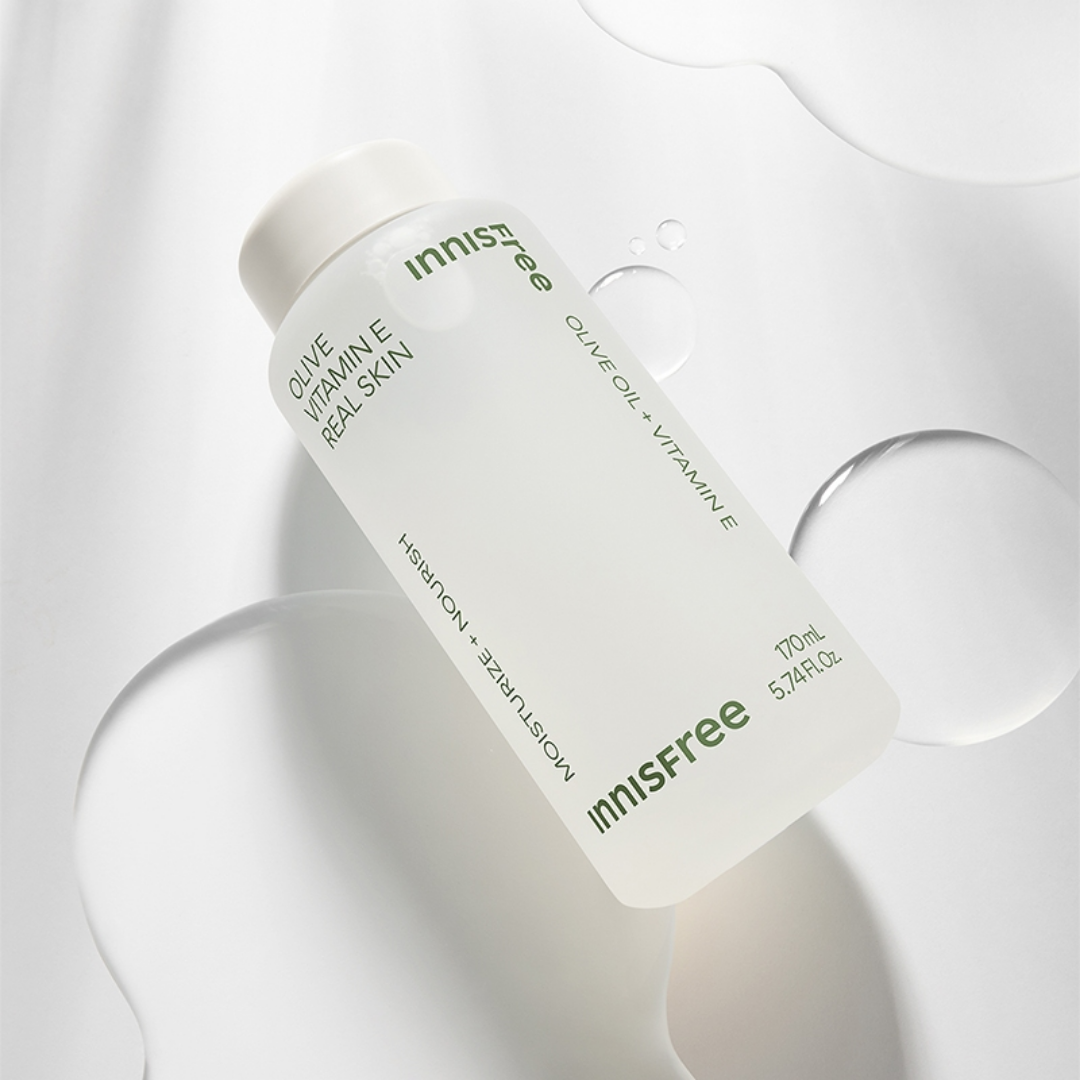 INNISFree
OLIVE
VITAMIN E
REAL SKIN
OLIVE OIL + VITAMIN E
MOISTURIZE + NOURISH
170mL
5.74Fl.Oz.
INNISFree